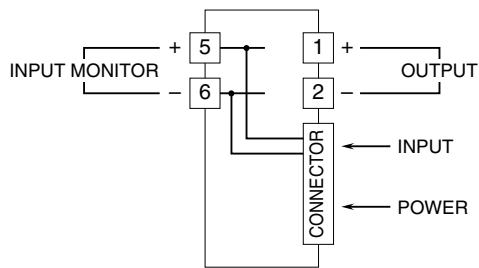 + 5 1 +
INPUT MONITOR OUTPUT
– 6 2 –
CONNECTOR
INPUT
POWER